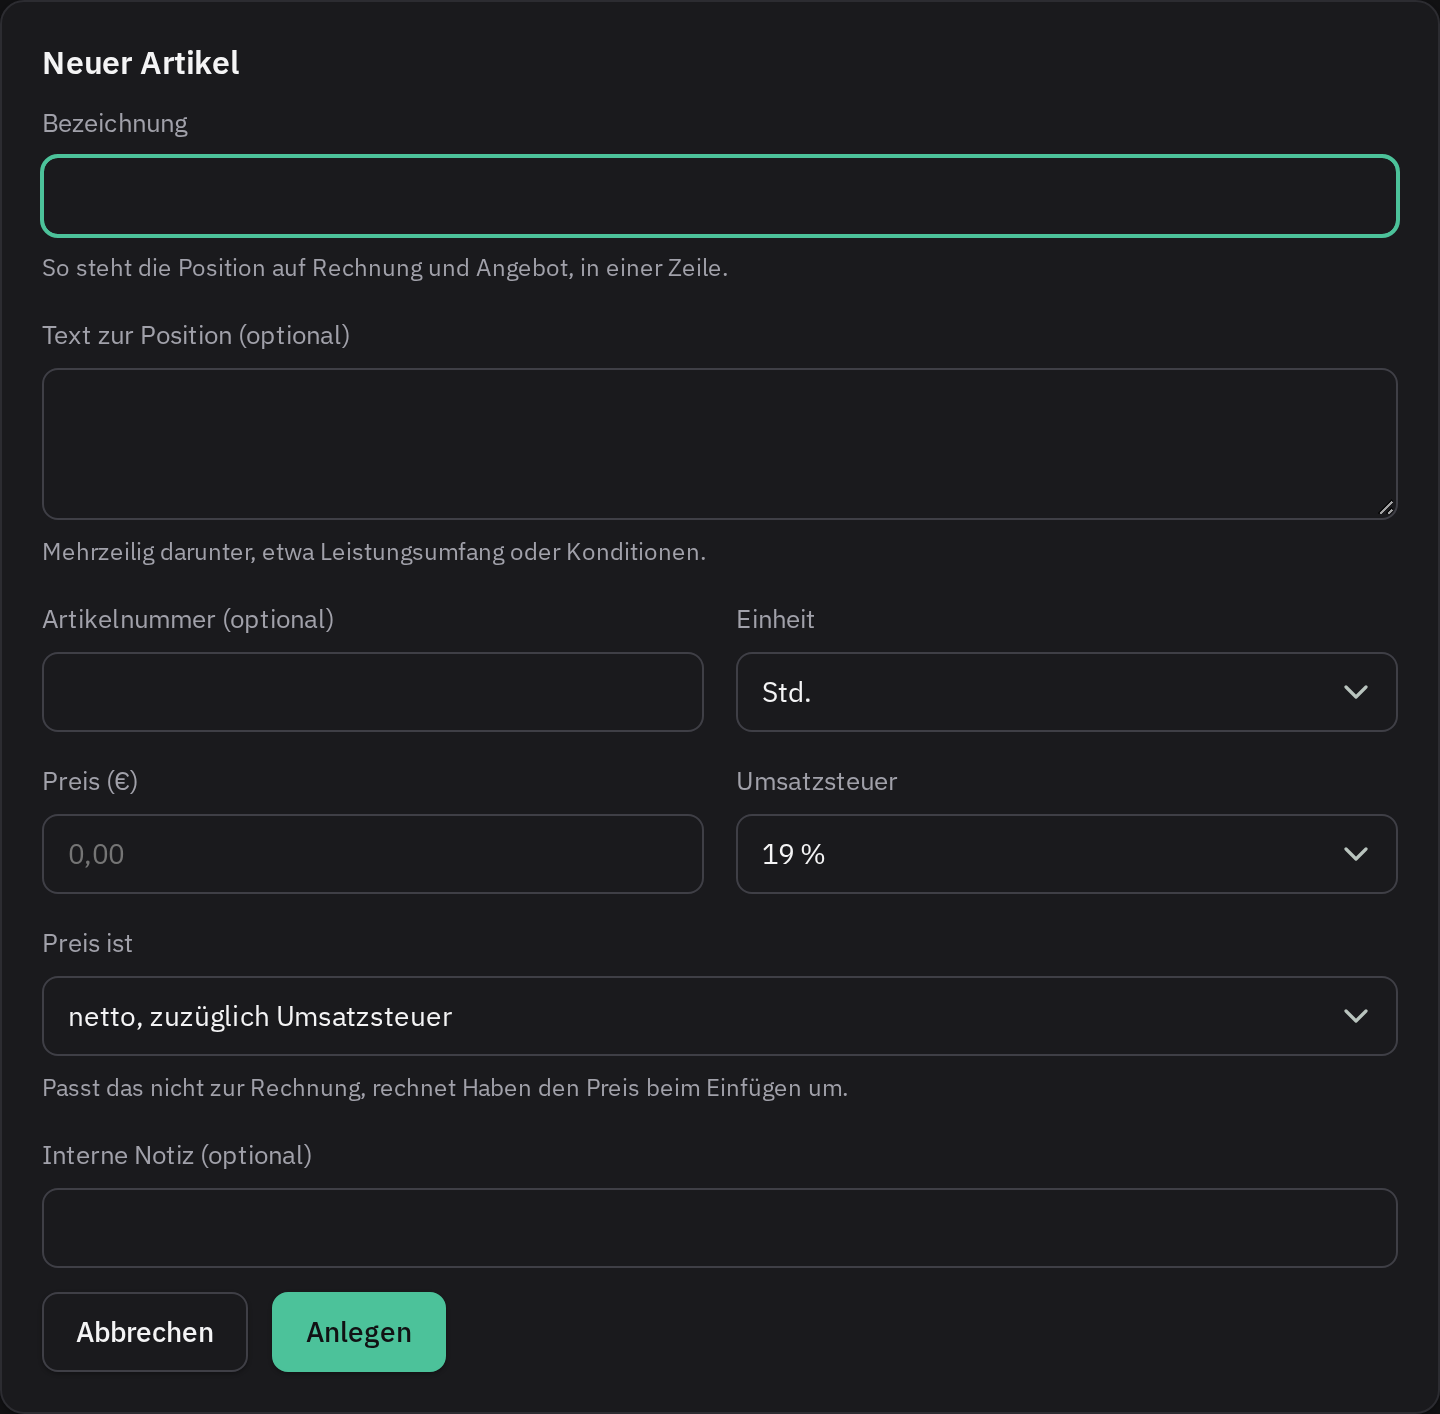 Neuer Artikel
Bezeichnung
So steht die Position auf Rechnung und Angebot, in einer Zeile.
Text zur Position (optional)
Mehrzeilig darunter, etwa Leistungsumfang oder Konditionen.
Artikelnummer (optional)
Einheit
Std.
Preis (€)
Umsatzsteuer
0,00
19 %
Preis ist
netto, zuzüglich Umsatzsteuer
Passt das nicht zur Rechnung, rechnet Haben den Preis beim Einfügen um.
Interne Notiz (optional)
Abbrechen
Anlegen